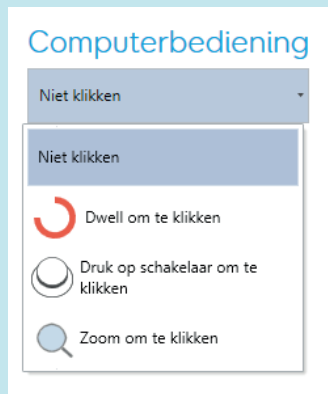 Computerbediening
Niet klikken
Niet klikken
Dwell om te klikken
Druk op schakelaar om te
klikken
Zoom om te klikken